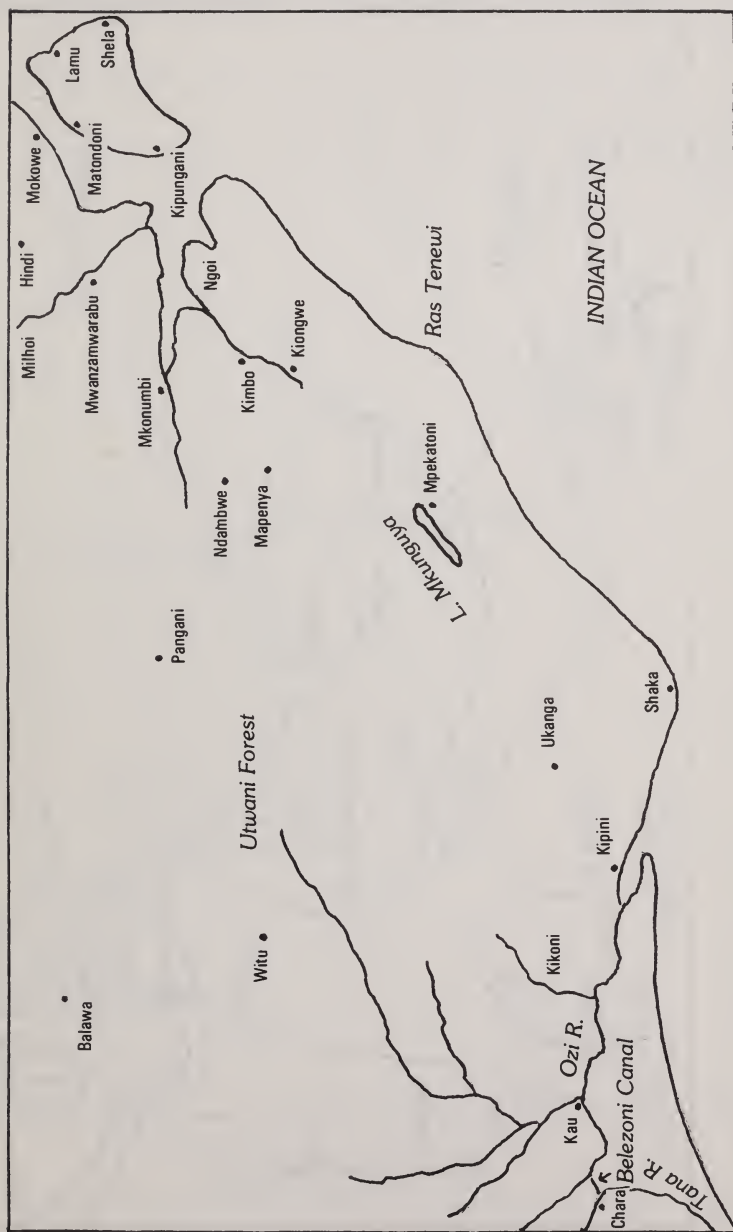 Lamu
Shela
Matondoni
Mokowe
Kipungani
Hindi
Milhoi
Mwanzamwarabu
Ngoi
Mkonumbi
Kimbo
Kiongwe
Ras Tenewi
INDIAN OCEAN
Ndambwe
Mapenya
Mpekatoni
L. Mkunguya
Pangani
Utwani Forest
Ukanga
Shaka
Kipini
Witu
Balawa
Kikoni
Ozi R.
Kau
Belezoni Canal
Chara
Tana R.